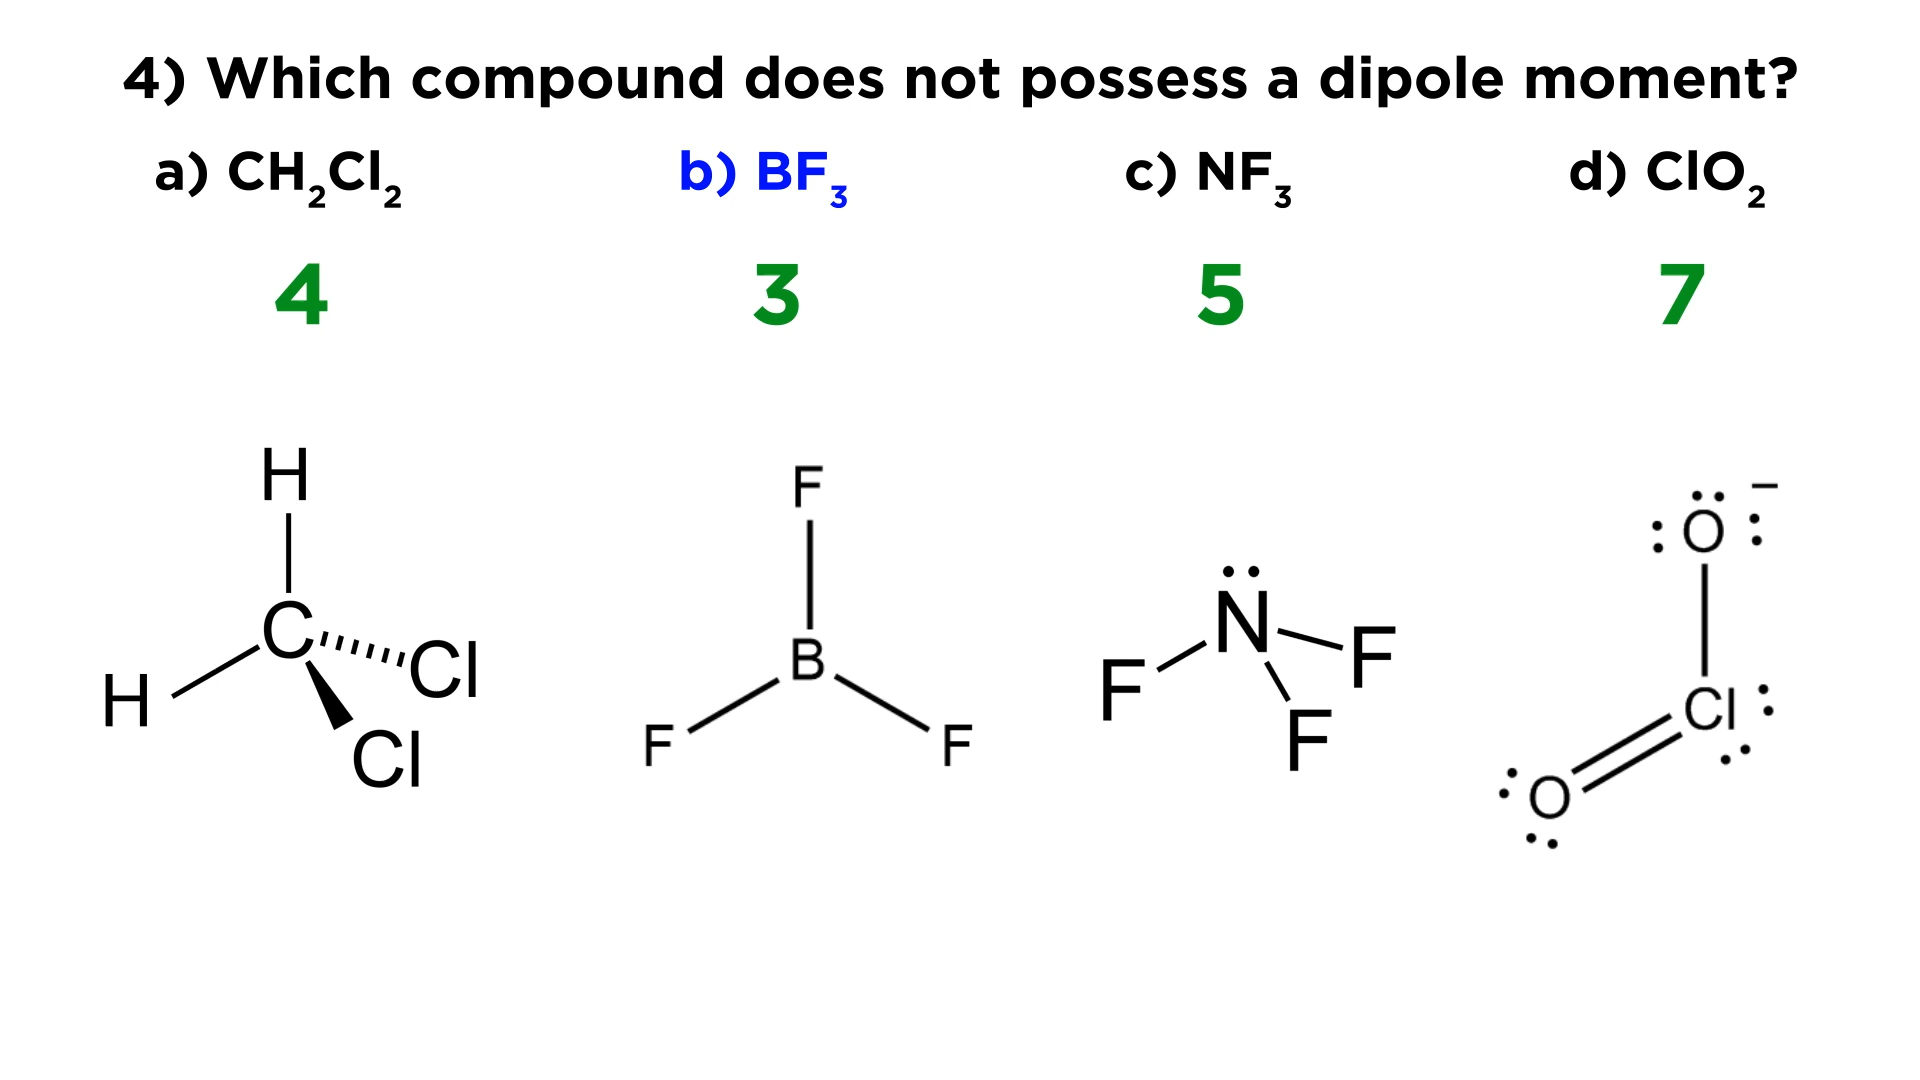 4) Which compound does not possess a dipole moment?
a) CH₂Cl₂ b) BF₃ c) NF₃ d) ClO₂
4 3 5 7
H
H C Cl
Cl
F
B
F F
N
F F
F
O −
Cl
O